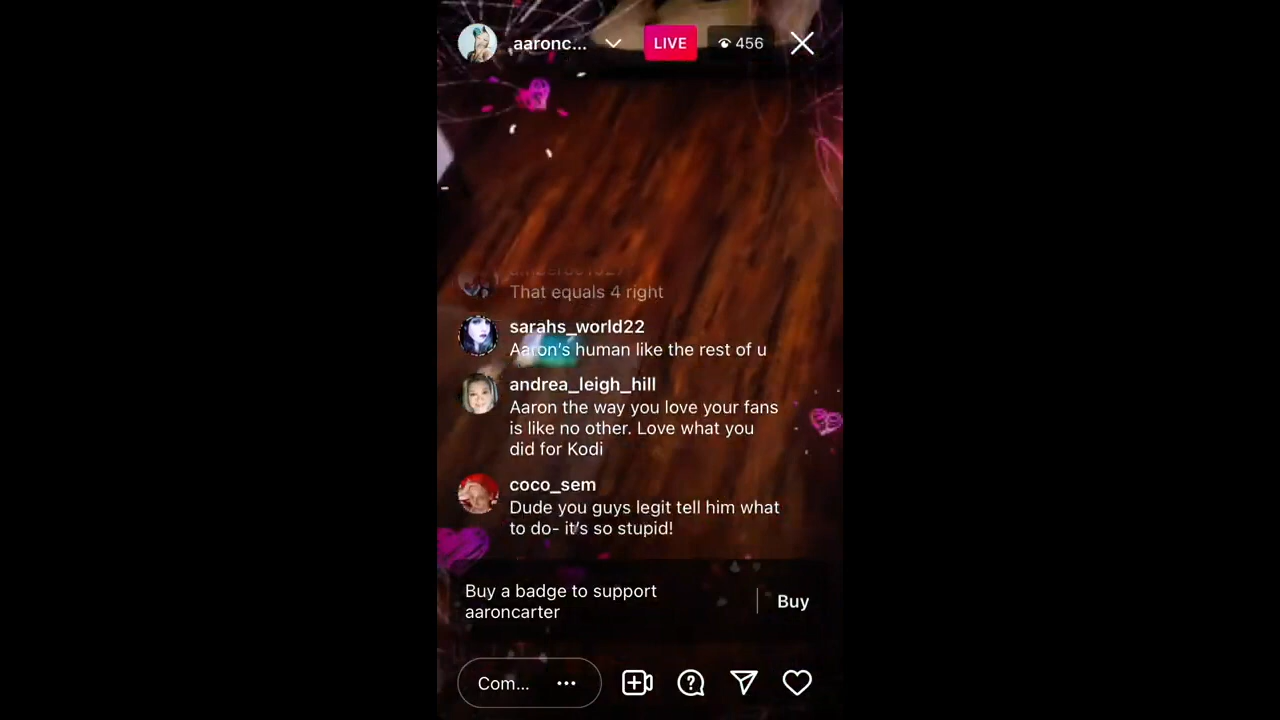 aaronc...
LIVE
456
That equals 4 right
sarahs_world22
Aaron's human like the rest of u
andrea_leigh_hill
Aaron the way you love your fans
is like no other. Love what you
did for Kodi
coco_sem
Dude you guys legit tell him what
to do- it's so stupid!
Buy a badge to support
aaroncarter
Buy
Com...